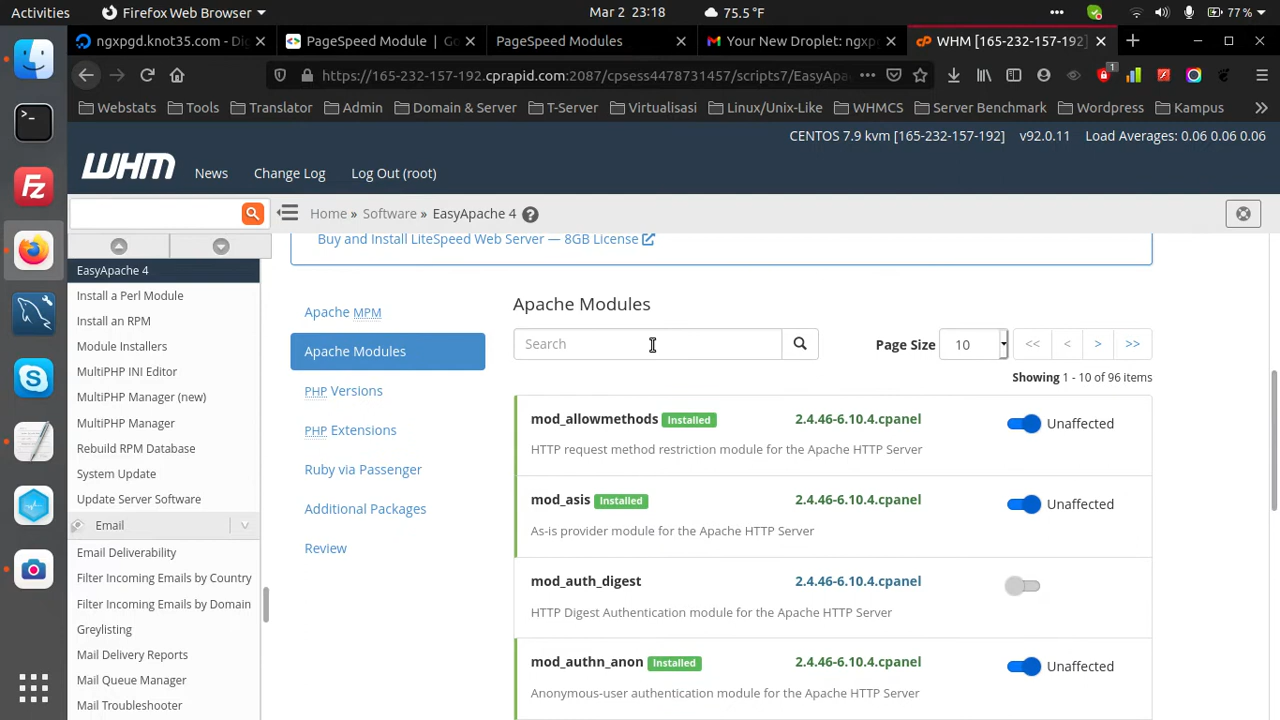 Activities
Firefox Web Browser
Mar 2 23:18
75.5 °F
77 %
ngxpgd.knot35.com - Di
PageSpeed Module | Go
PageSpeed Modules
Your New Droplet: ngxp
WHM [165-232-157-192]
https://165-232-157-192.cprapid.com:2087/cpsess4478731457/scripts7/EasyApa
1
Webstats
Tools
Translator
Admin
Domain & Server
T-Server
Virtualisasi
Linux/Unix-Like
WHMCS
Server Benchmark
Wordpress
Kampus
CENTOS 7.9 kvm [165-232-157-192] v92.0.11 Load Averages: 0.06 0.06 0.06
WHM
News
Change Log
Log Out (root)
Home » Software » EasyApache 4
EasyApache 4
Install a Perl Module
Install an RPM
Module Installers
MultiPHP INI Editor
MultiPHP Manager (new)
MultiPHP Manager
Rebuild RPM Database
System Update
Update Server Software
Email
Email Deliverability
Filter Incoming Emails by Country
Filter Incoming Emails by Domain
Greylisting
Mail Delivery Reports
Mail Queue Manager
Mail Troubleshooter
Buy and Install LiteSpeed Web Server — 8GB License
Apache MPM
Apache Modules
PHP Versions
PHP Extensions
Ruby via Passenger
Additional Packages
Review
Apache Modules
Search
Page Size 10 << < > >>
Showing 1 - 10 of 96 items
mod_allowmethods Installed 2.4.46-6.10.4.cpanel Unaffected
HTTP request method restriction module for the Apache HTTP Server
mod_asis Installed 2.4.46-6.10.4.cpanel Unaffected
As-is provider module for the Apache HTTP Server
mod_auth_digest 2.4.46-6.10.4.cpanel
HTTP Digest Authentication module for the Apache HTTP Server
mod_authn_anon Installed 2.4.46-6.10.4.cpanel Unaffected
Anonymous-user authentication module for the Apache HTTP Server